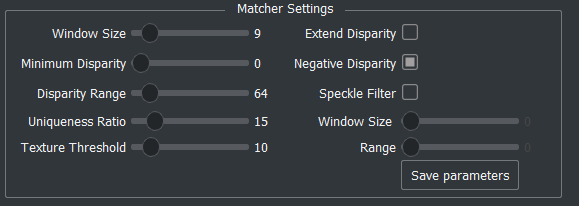 Matcher Settings
Window Size 9
Extend Disparity
Minimum Disparity 0
Negative Disparity
Disparity Range 64
Speckle Filter
Uniqueness Ratio 15
Window Size 0
Texture Threshold 10
Range 0
Save parameters